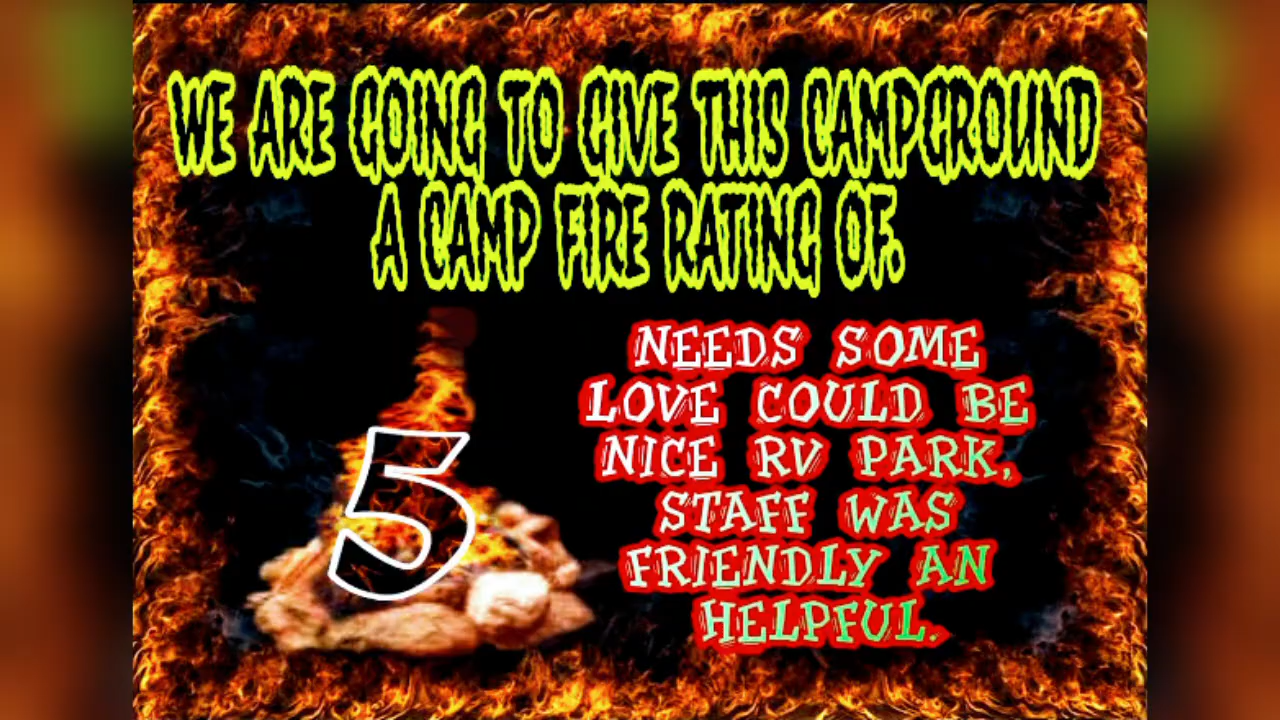 WE ARE GOING TO GIVE THIS CAMPGROUND
A CAMP FIRE RATING OF.
5
NEEDS SOME
LOVE COULD BE
NICE RV PARK,
STAFF WAS
FRIENDLY AN
HELPFUL.